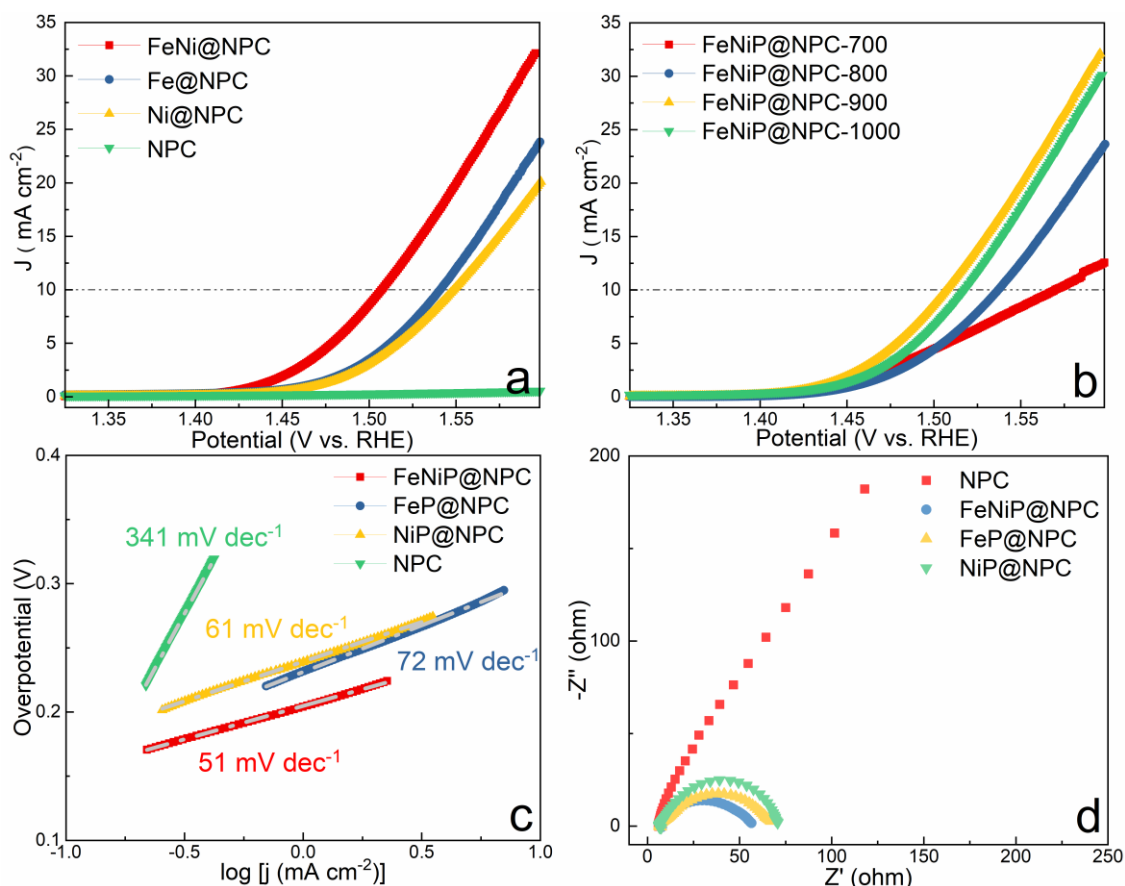 35
30
25
20
15
10
5
0
J ( mA cm⁻²)
FeNi@NPC
Fe@NPC
Ni@NPC
NPC
a
1.35 1.40 1.45 1.50 1.55
Potential (V vs. RHE)
35
30
25
20
15
10
5
0
J ( mA cm⁻²)
FeNiP@NPC-700
FeNiP@NPC-800
FeNiP@NPC-900
FeNiP@NPC-1000
b
1.35 1.40 1.45 1.50 1.55
Potential (V vs. RHE)
0.4
0.3
0.2
0.1
Overpotential (V)
FeNiP@NPC
FeP@NPC
NiP@NPC
NPC
341 mV dec⁻¹
61 mV dec⁻¹
72 mV dec⁻¹
51 mV dec⁻¹
c
-1.0 -0.5 0.0 0.5 1.0
log [j (mA cm⁻²)]
200
100
0
-Z'' (ohm)
NPC
FeNiP@NPC
FeP@NPC
NiP@NPC
d
0 50 100 150 200 250
Z' (ohm)